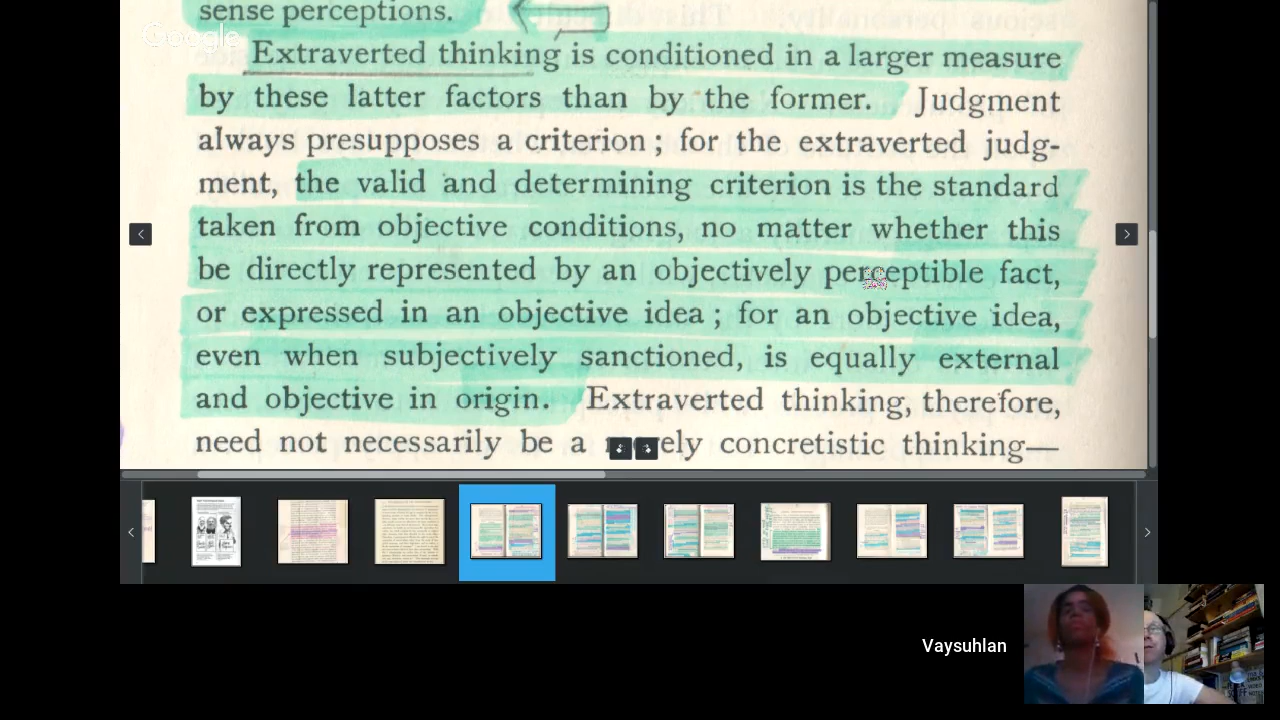 sense perceptions.
Google
Extraverted thinking is conditioned in a larger measure
by these latter factors than by the former. Judgment
always presupposes a criterion ; for the extraverted judg-
ment, the valid and determining criterion is the standard
taken from objective conditions, no matter whether this
be directly represented by an objectively perceptible fact,
or expressed in an objective idea ; for an objective idea,
even when subjectively sanctioned, is equally external
and objective in origin. Extraverted thinking, therefore,
need not necessarily be a merely concretistic thinking—
Vaysuhlan